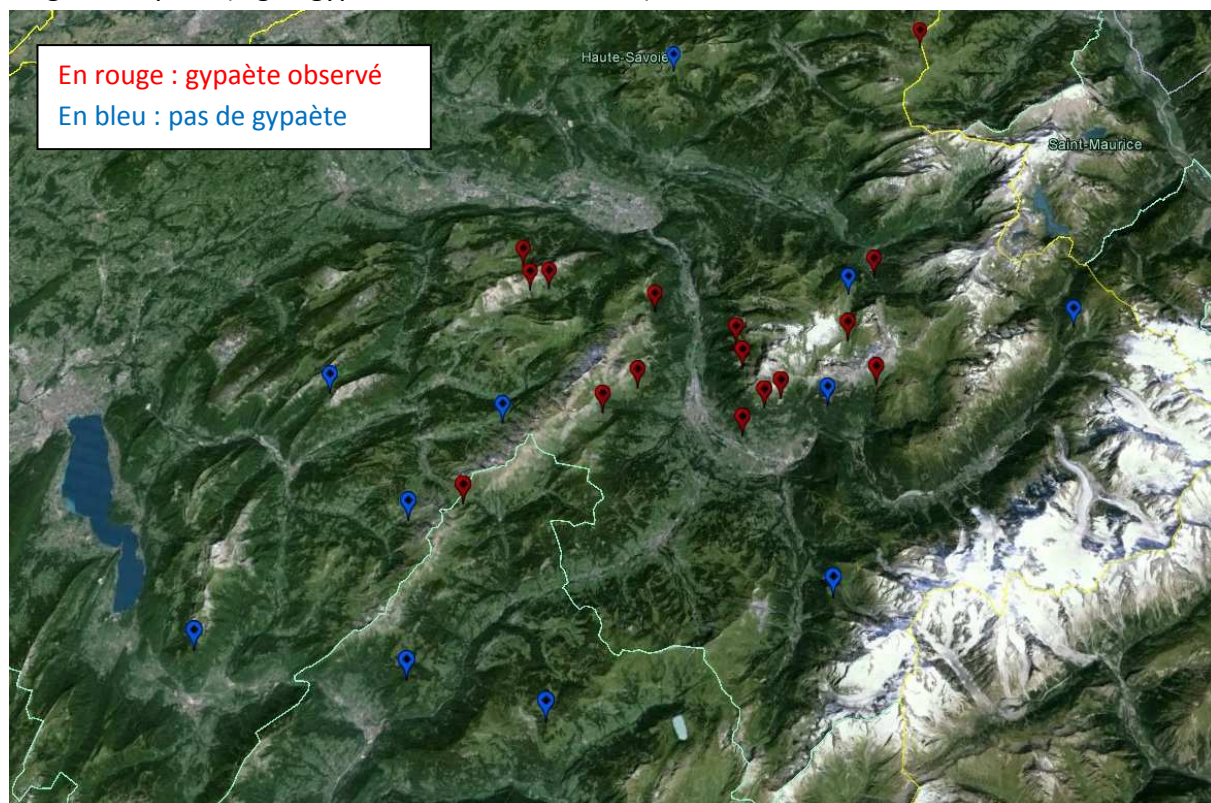 En rouge : gypaète observé
En bleu : pas de gypaète
Haute-Savoie
Saint-Maurice